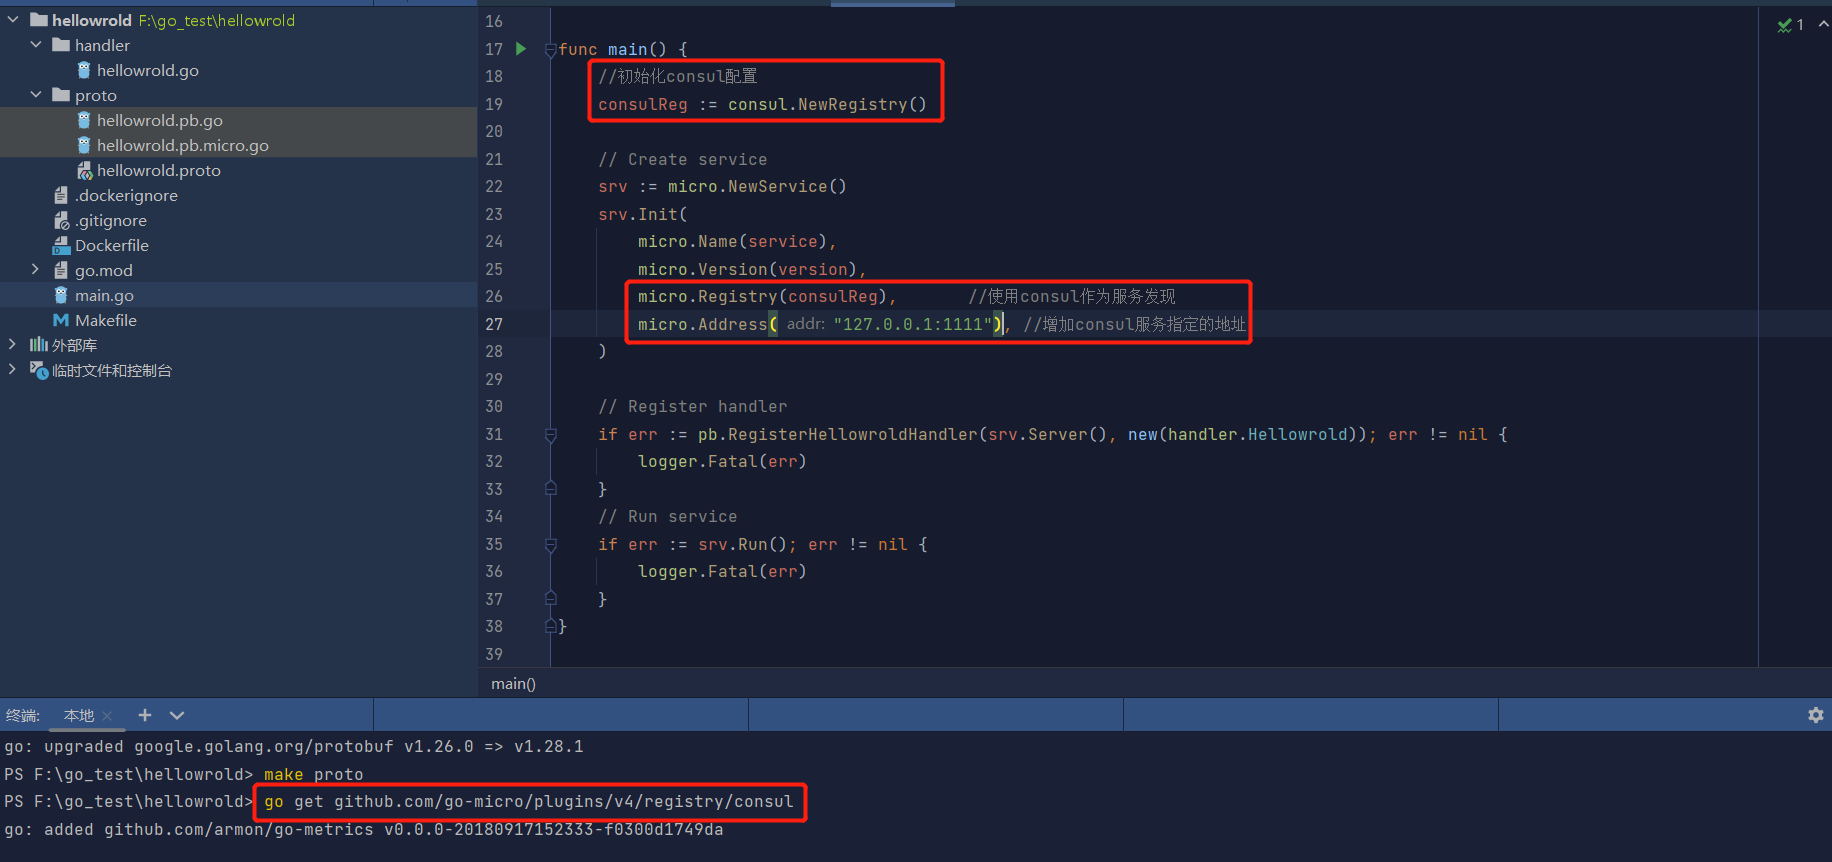 hellowrold F:\go_test\hellowrold
handler
hellowrold.go
proto
hellowrold.pb.go
hellowrold.pb.micro.go
hellowrold.proto
.dockerignore
.gitignore
Dockerfile
go.mod
main.go
Makefile
外部库
临时文件和控制台
1
16
17 func main() {
18 //初始化consul配置
19 consulReg := consul.NewRegistry()
20
21 // Create service
22 srv := micro.NewService()
23 srv.Init(
24 micro.Name(service),
25 micro.Version(version),
26 micro.Registry(consulReg), //使用consul作为服务发现
27 micro.Address( addr: "127.0.0.1:1111"), //增加consul服务指定的地址
28 )
29
30 // Register handler
31 if err := pb.RegisterHellowroldHandler(srv.Server(), new(handler.Hellowrold)); err != nil {
32 logger.Fatal(err)
33 }
34 // Run service
35 if err := srv.Run(); err != nil {
36 logger.Fatal(err)
37 }
38 }
39
main()
终端: 本地
go: upgraded google.golang.org/protobuf v1.26.0 => v1.28.1
PS F:\go_test\hellowrold> make proto
PS F:\go_test\hellowrold> go get github.com/go-micro/plugins/v4/registry/consul
go: added github.com/armon/go-metrics v0.0.0-20180917152333-f0300d1749da